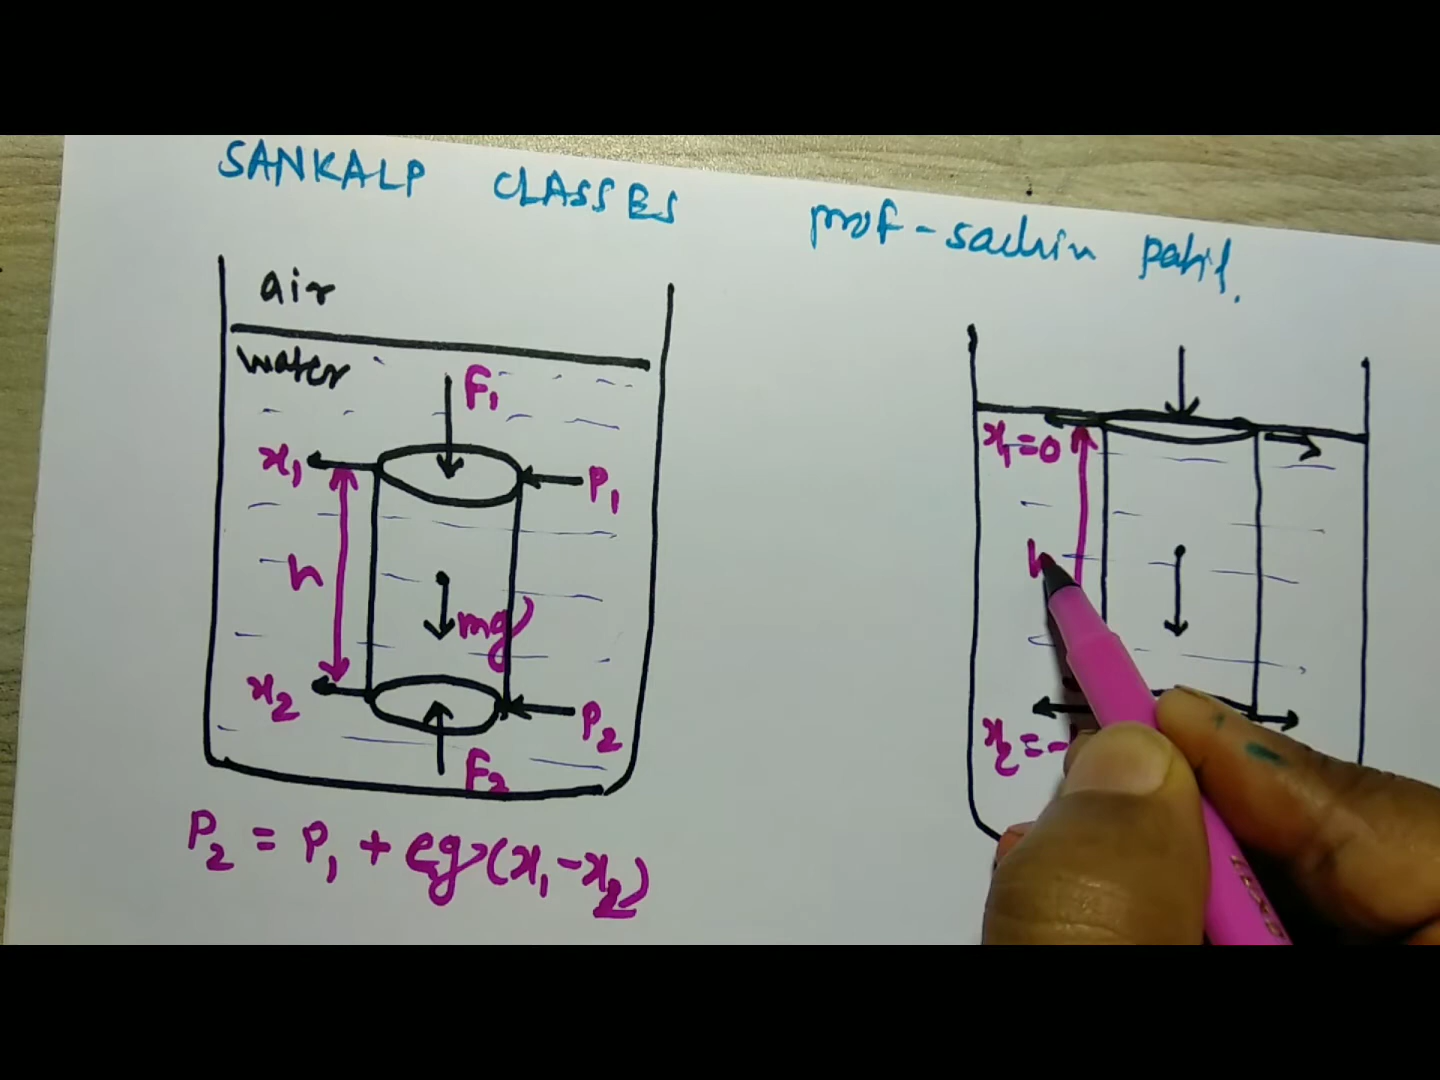 SANKALP CLASSES prof-sachin patil.
air
water
F₁
x₁
P₁
h
mg
x₂
P₂
F₂
P₂ = P₁ + ρg(x₁-x₂)
x₁=0
h
x₂=-